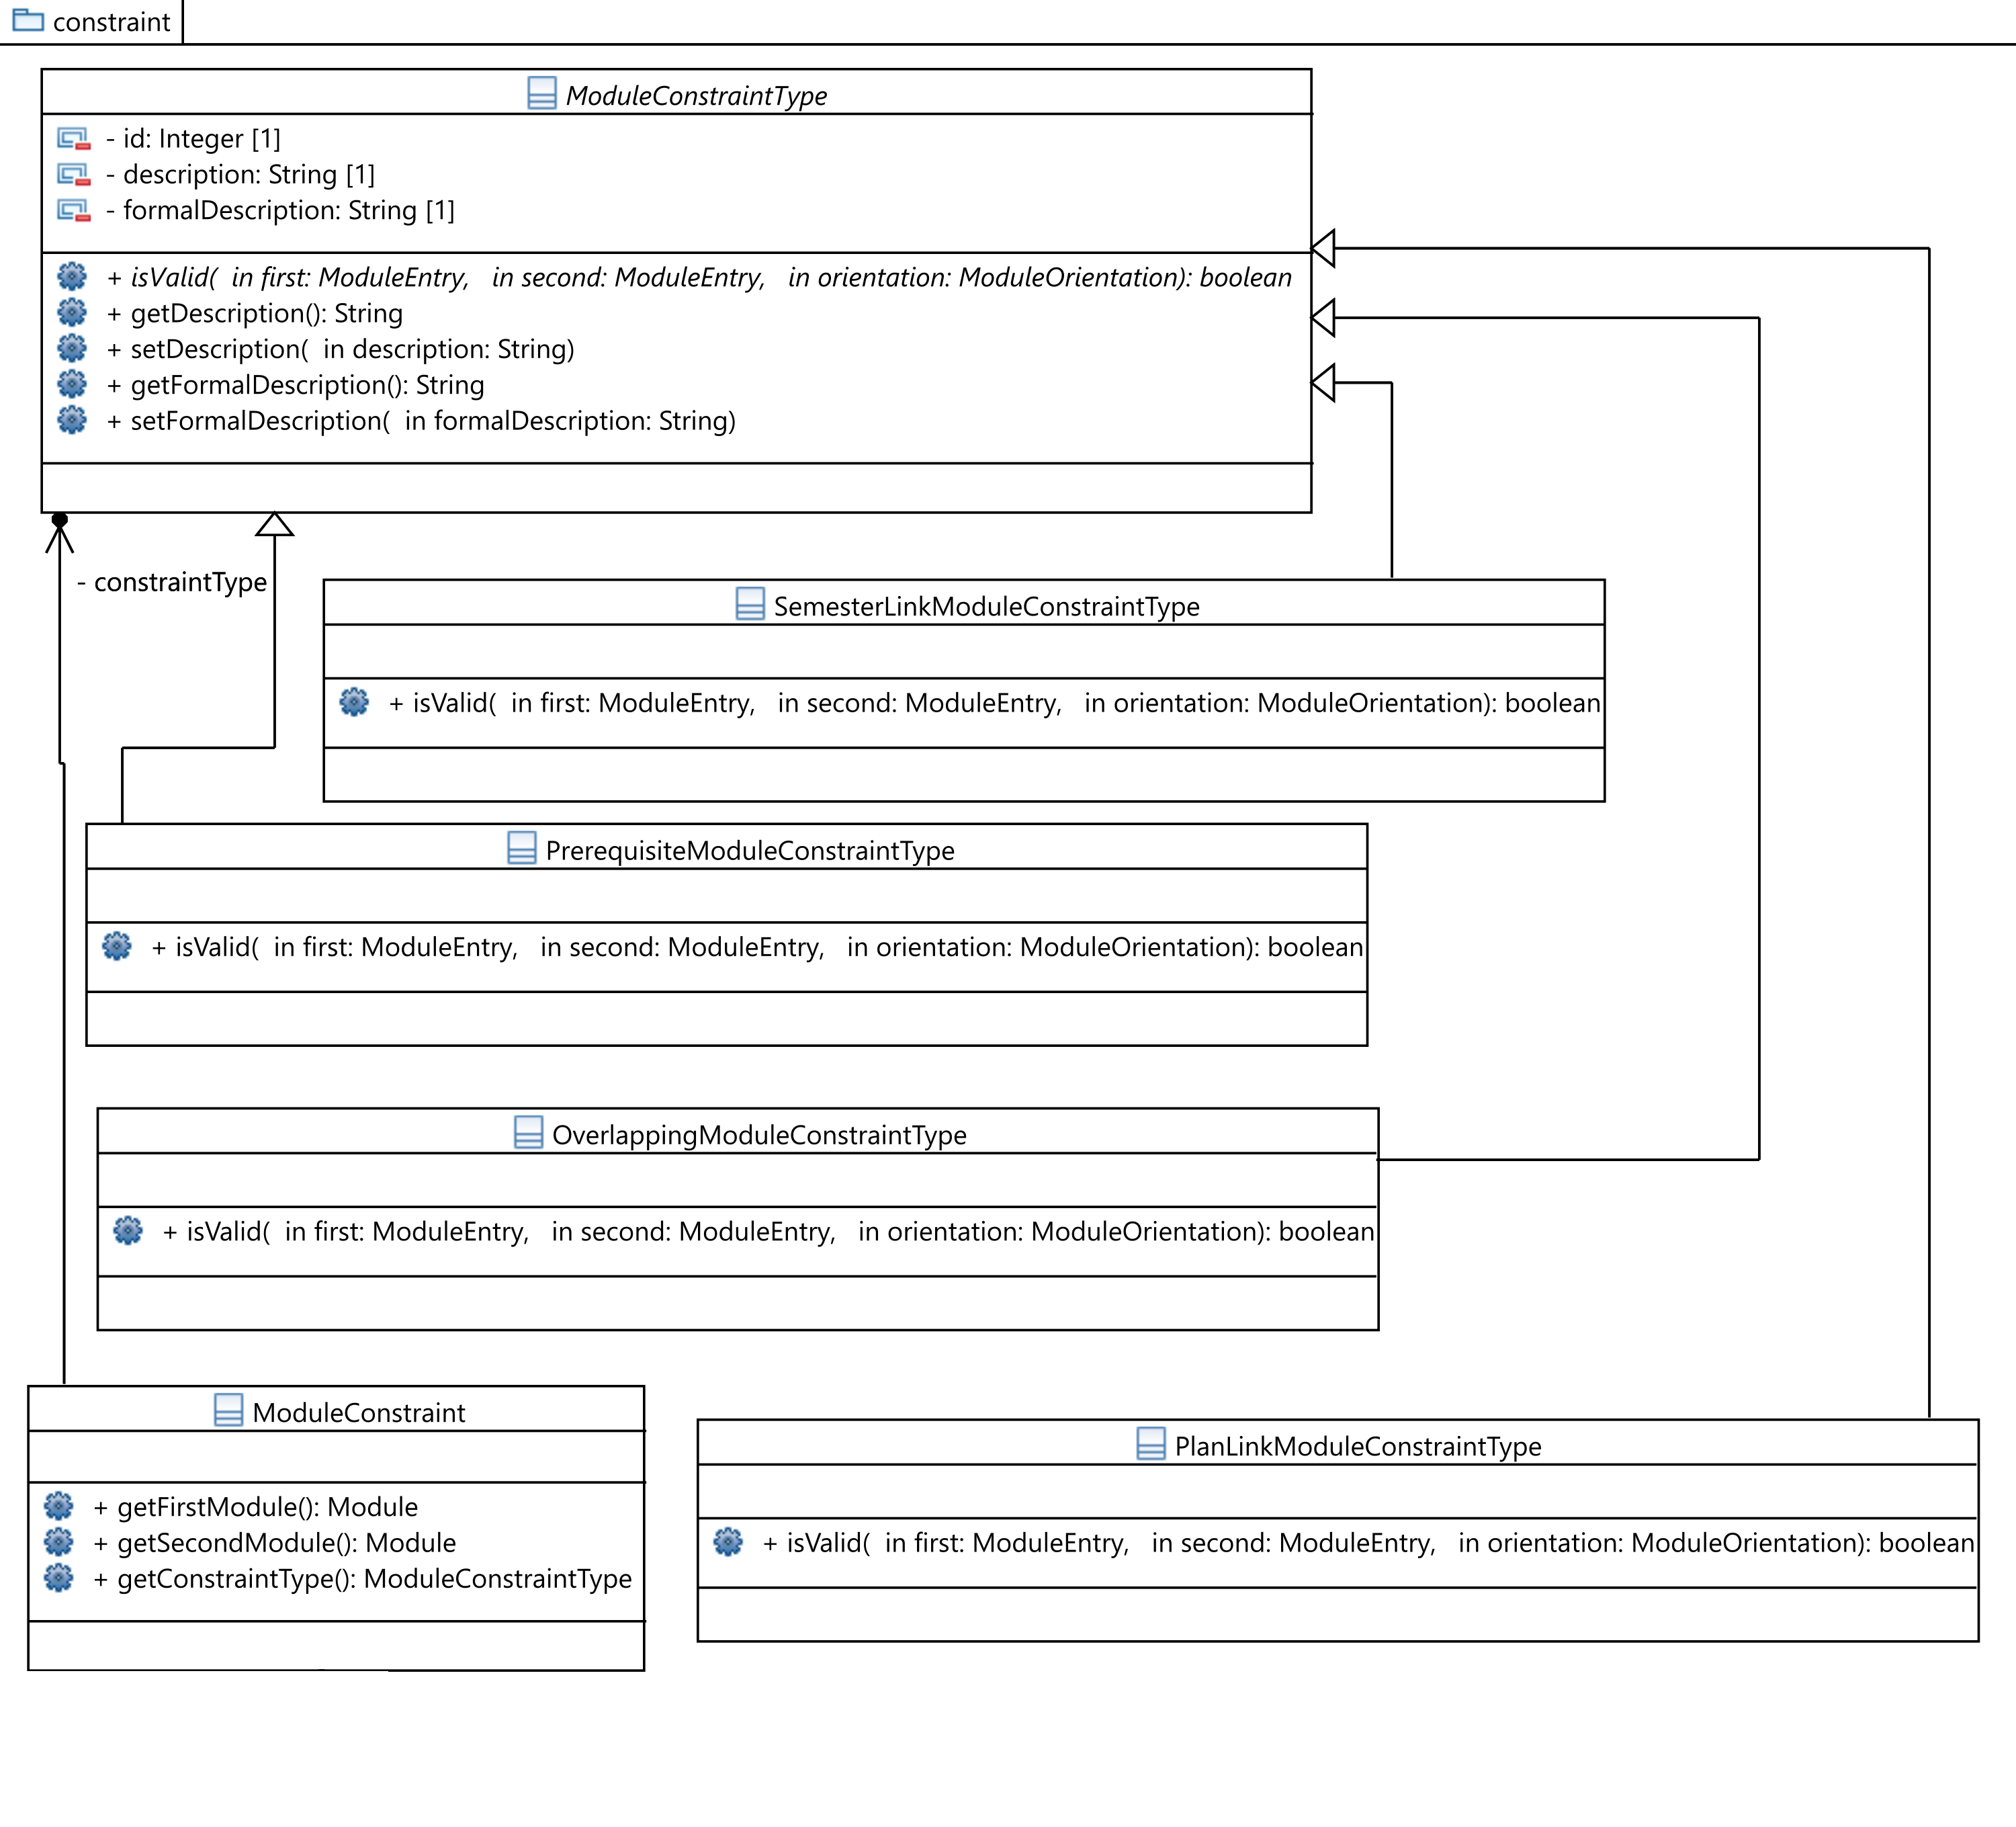 constraint
ModuleConstraintType
- id: Integer [1]
- description: String [1]
- formalDescription: String [1]
+ isValid( in first: ModuleEntry, in second: ModuleEntry, in orientation: ModuleOrientation): boolean
+ getDescription(): String
+ setDescription( in description: String)
+ getFormalDescription(): String
+ setFormalDescription( in formalDescription: String)
- constraintType
SemesterLinkModuleConstraintType
+ isValid( in first: ModuleEntry, in second: ModuleEntry, in orientation: ModuleOrientation): boolean
PrerequisiteModuleConstraintType
+ isValid( in first: ModuleEntry, in second: ModuleEntry, in orientation: ModuleOrientation): boolean
OverlappingModuleConstraintType
+ isValid( in first: ModuleEntry, in second: ModuleEntry, in orientation: ModuleOrientation): boolean
ModuleConstraint
+ getFirstModule(): Module
+ getSecondModule(): Module
+ getConstraintType(): ModuleConstraintType
PlanLinkModuleConstraintType
+ isValid( in first: ModuleEntry, in second: ModuleEntry, in orientation: ModuleOrientation): boolean